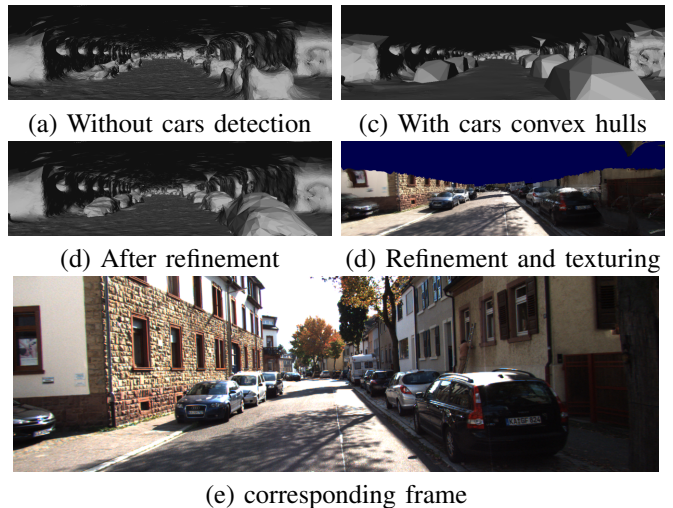 (a) Without cars detection
(c) With cars convex hulls
(d) After refinement
(d) Refinement and texturing
(e) corresponding frame